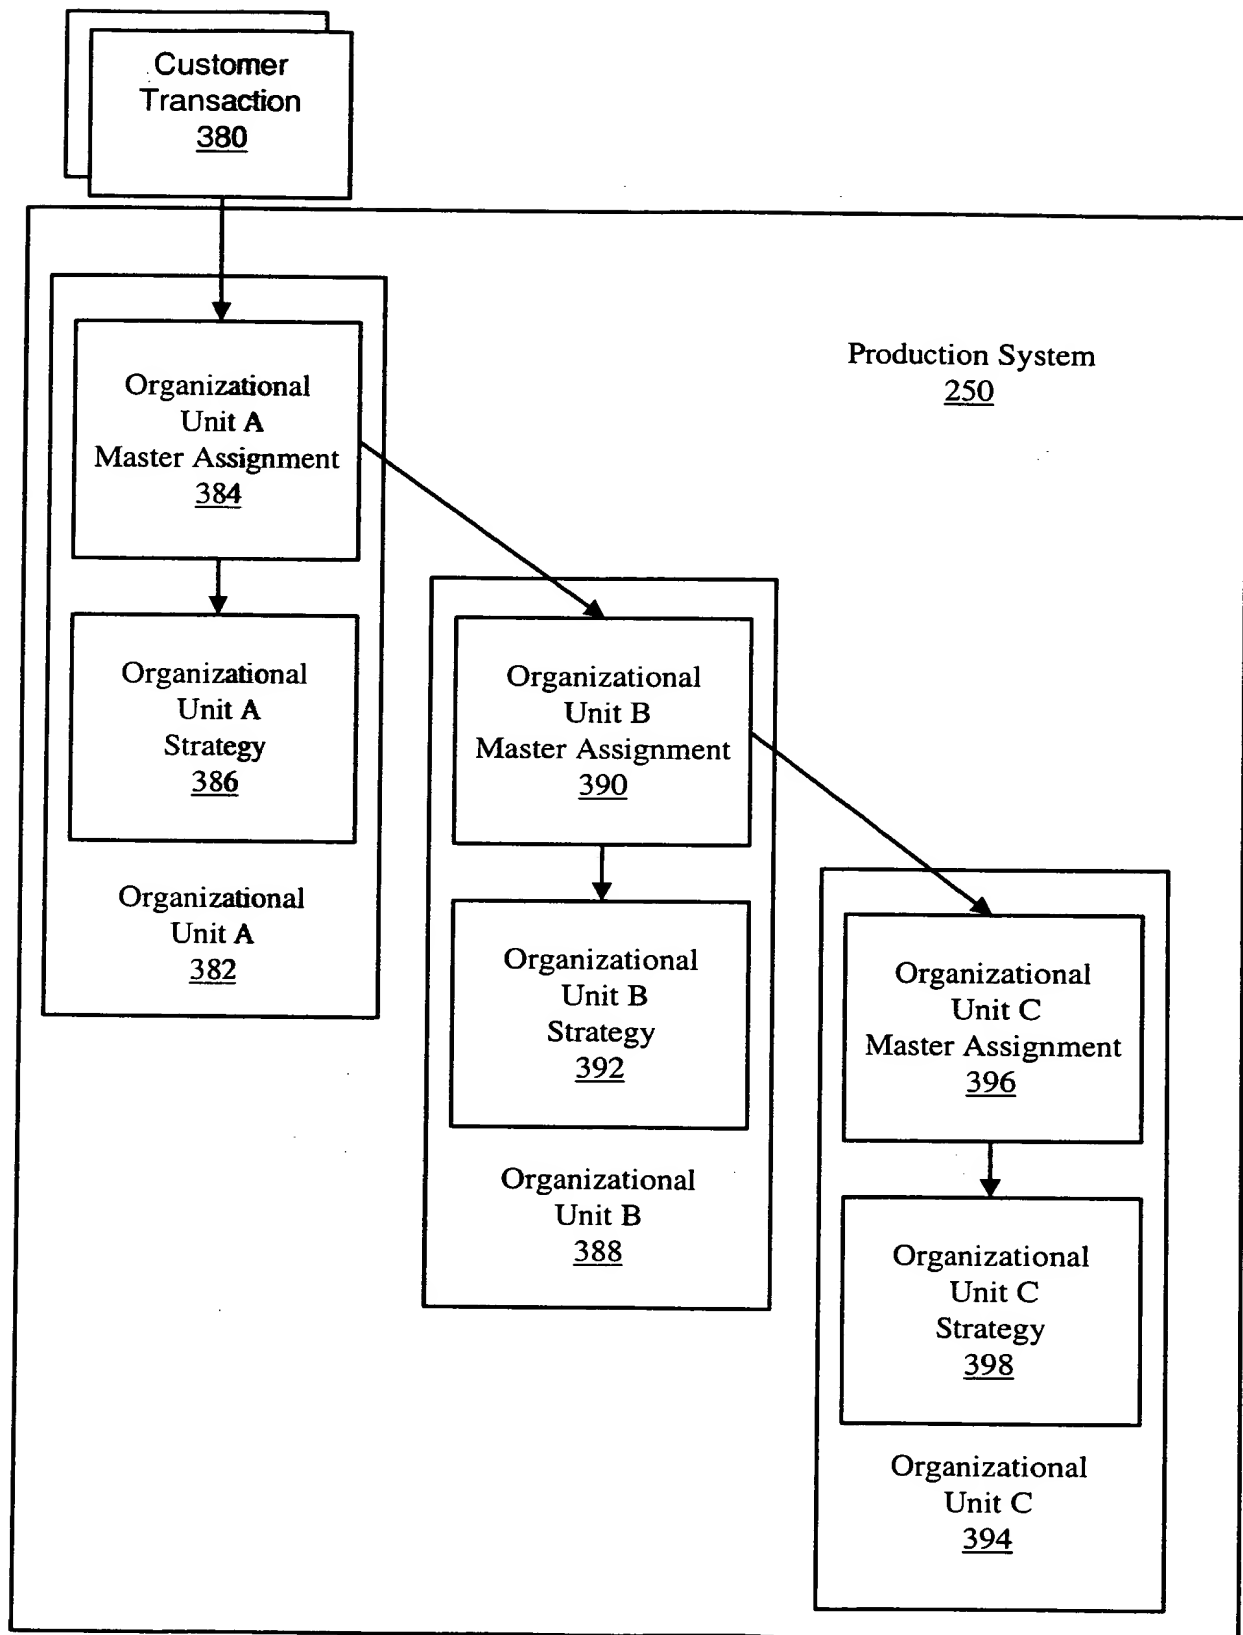 Customer
Transaction
380
Production System
250
Organizational
Unit A
Master Assignment
384
Organizational
Unit A
Strategy
386
Organizational
Unit A
382
Organizational
Unit B
Master Assignment
390
Organizational
Unit B
Strategy
392
Organizational
Unit B
388
Organizational
Unit C
Master Assignment
396
Organizational
Unit C
Strategy
398
Organizational
Unit C
394